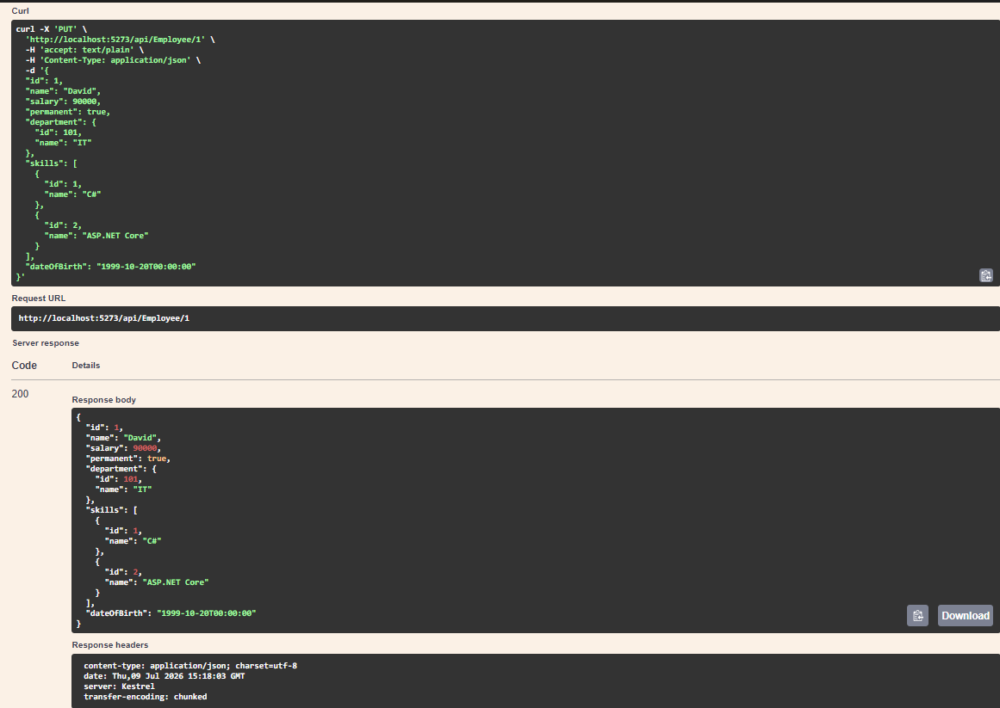 Curl
curl -X 'PUT' \
  'http://localhost:5273/api/Employee/1' \
  -H 'accept: text/plain' \
  -H 'Content-Type: application/json' \
  -d '{
  "id": 1,
  "name": "David",
  "salary": 90000,
  "permanent": true,
  "department": {
    "id": 101,
    "name": "IT"
  },
  "skills": [
    {
      "id": 1,
      "name": "C#"
    },
    {
      "id": 2,
      "name": "ASP.NET Core"
    }
  ],
  "dateOfBirth": "1999-10-20T00:00:00"
}'
Request URL
http://localhost:5273/api/Employee/1
Server response
Code Details
200
Response body
{
  "id": 1,
  "name": "David",
  "salary": 90000,
  "permanent": true,
  "department": {
    "id": 101,
    "name": "IT"
  },
  "skills": [
    {
      "id": 1,
      "name": "C#"
    },
    {
      "id": 2,
      "name": "ASP.NET Core"
    }
  ],
  "dateOfBirth": "1999-10-20T00:00:00"
}
Download
Response headers
content-type: application/json; charset=utf-8
date: Thu,09 Jul 2026 15:18:03 GMT
server: Kestrel
transfer-encoding: chunked